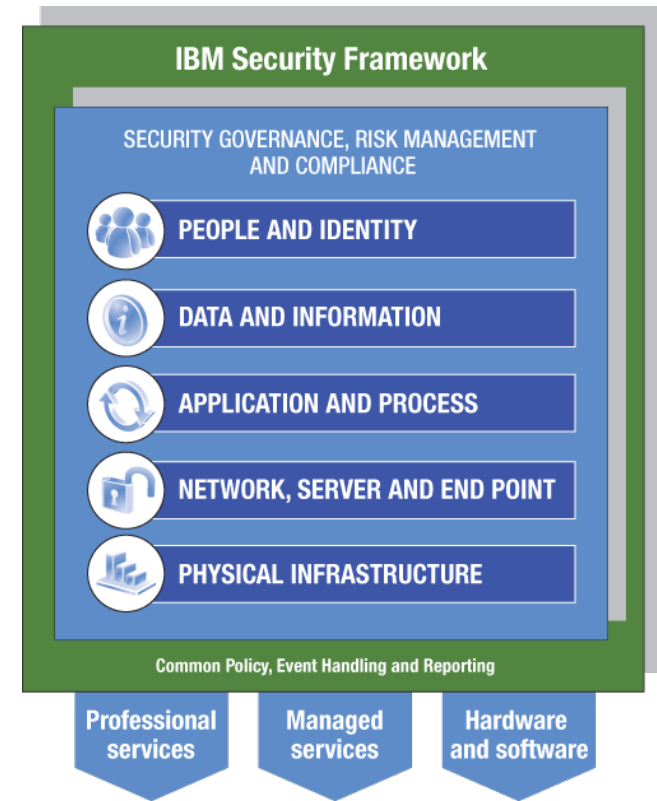 IBM Security Framework
SECURITY GOVERNANCE, RISK MANAGEMENT
AND COMPLIANCE
PEOPLE AND IDENTITY
DATA AND INFORMATION
APPLICATION AND PROCESS
NETWORK, SERVER AND END POINT
PHYSICAL INFRASTRUCTURE
Common Policy, Event Handling and Reporting
Professional
services
Managed
services
Hardware
and software